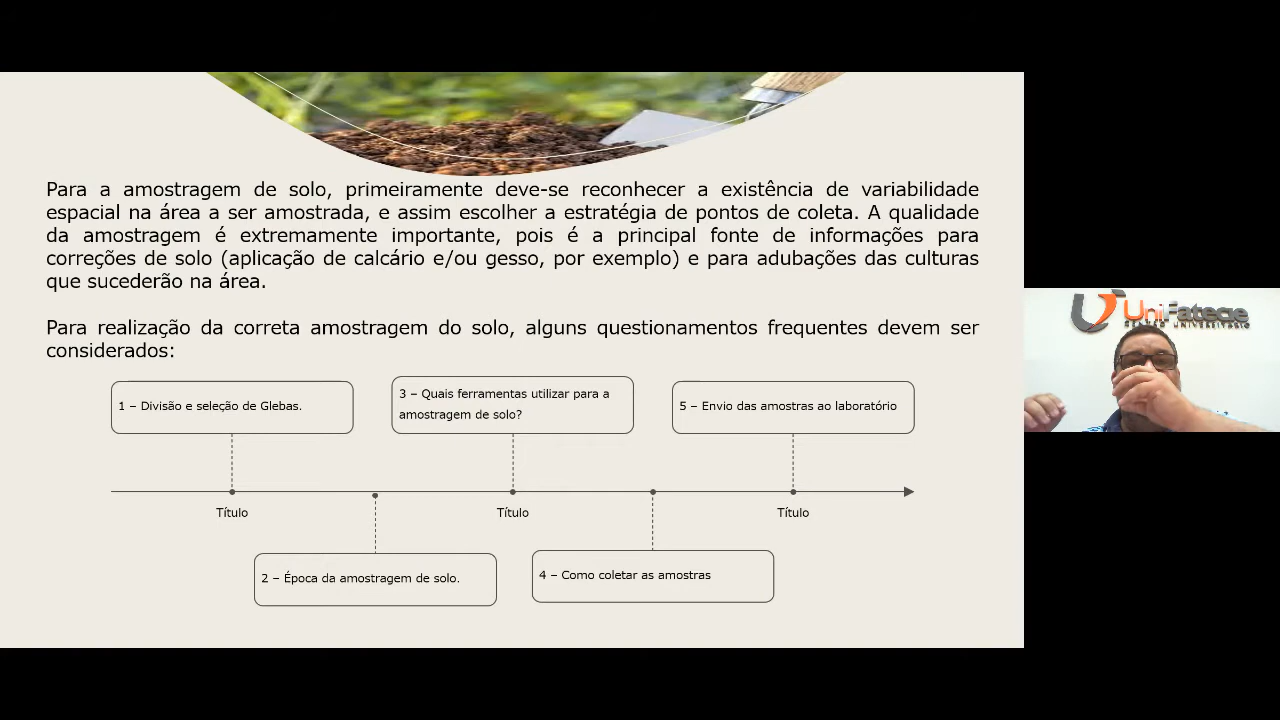 Para a amostragem de solo, primeiramente deve-se reconhecer a existência de variabilidade
espacial na área a ser amostrada, e assim escolher a estratégia de pontos de coleta. A qualidade
da amostragem é extremamente importante, pois é a principal fonte de informações para
correções de solo (aplicação de calcário e/ou gesso, por exemplo) e para adubações das culturas
que sucederão na área.
Para realização da correta amostragem do solo, alguns questionamentos frequentes devem ser
considerados:
1 – Divisão e seleção de Glebas.
3 – Quais ferramentas utilizar para a
amostragem de solo?
5 – Envio das amostras ao laboratório
Título
Título
Título
2 – Época da amostragem de solo.
4 – Como coletar as amostras
UniFatecie
CENTRO UNIVERSITÁRIO